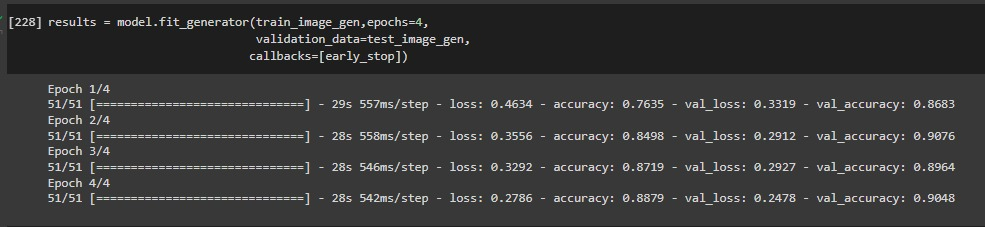 [228] results = model.fit_generator(train_image_gen,epochs=4,
validation_data=test_image_gen,
callbacks=[early_stop])
Epoch 1/4
51/51 [==============================] - 29s 557ms/step - loss: 0.4634 - accuracy: 0.7635 - val_loss: 0.3319 - val_accuracy: 0.8683
Epoch 2/4
51/51 [==============================] - 28s 558ms/step - loss: 0.3556 - accuracy: 0.8498 - val_loss: 0.2912 - val_accuracy: 0.9076
Epoch 3/4
51/51 [==============================] - 28s 546ms/step - loss: 0.3292 - accuracy: 0.8719 - val_loss: 0.2927 - val_accuracy: 0.8964
Epoch 4/4
51/51 [==============================] - 28s 542ms/step - loss: 0.2786 - accuracy: 0.8879 - val_loss: 0.2478 - val_accuracy: 0.9048